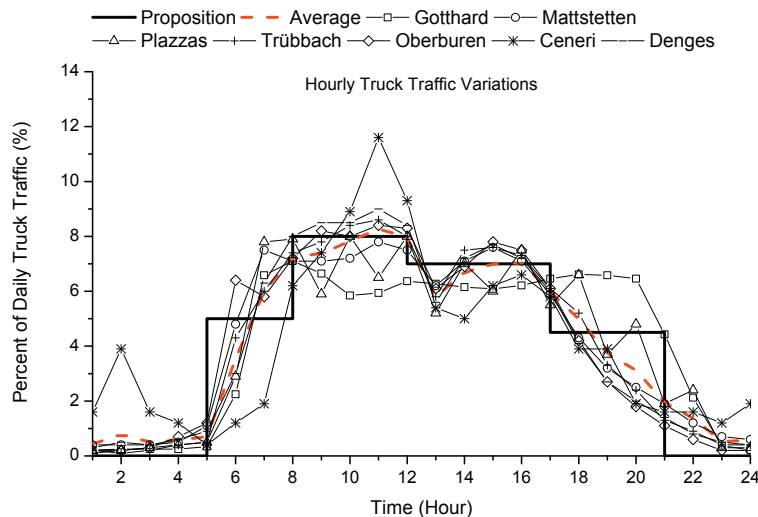 Proposition Average Gotthard Mattstetten
Plazzas Trübbach Oberburen Ceneri Denges
Hourly Truck Traffic Variations
Percent of Daily Truck Traffic (%)
14
12
10
8
6
4
2
0
2 4 6 8 10 12 14 16 18 20 22 24
Time (Hour)